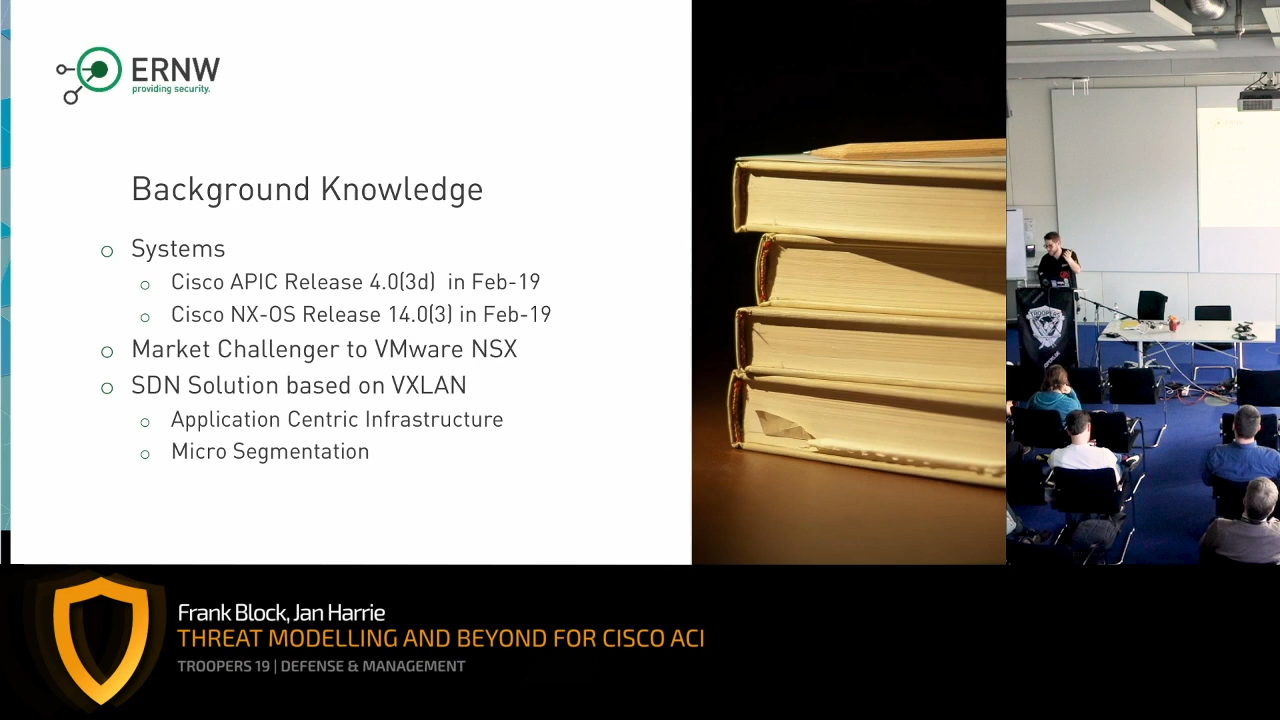 ERNW
providing security.
Background Knowledge
Systems
Cisco APIC Release 4.0(3d) in Feb-19
Cisco NX-OS Release 14.0(3) in Feb-19
Market Challenger to VMware NSX
SDN Solution based on VXLAN
Application Centric Infrastructure
Micro Segmentation
TROOPERS
Frank Block, Jan Harrie
THREAT MODELLING AND BEYOND FOR CISCO ACI
TROOPERS 19 | DEFENSE & MANAGEMENT